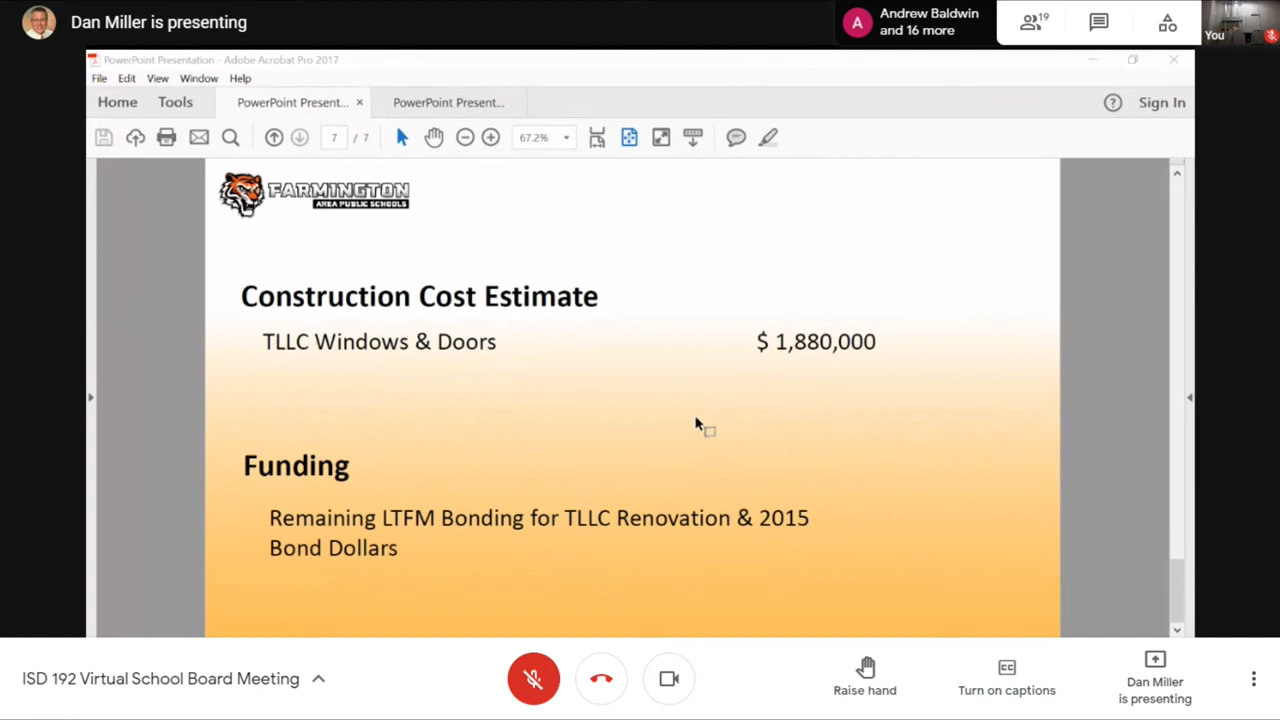 Dan Miller is presenting
A
Andrew Baldwin
and 16 more
19
You
PowerPoint Presentation - Adobe Acrobat Pro 2017
File Edit View Window Help
Home Tools PowerPoint Present... × PowerPoint Present... ? Sign In
7 / 7 67.2%
FARMINGTON
AREA PUBLIC SCHOOLS
Construction Cost Estimate
TLLC Windows & Doors $ 1,880,000
Funding
Remaining LTFM Bonding for TLLC Renovation & 2015
Bond Dollars
ISD 192 Virtual School Board Meeting
Raise hand
CC
Turn on captions
Dan Miller
is presenting